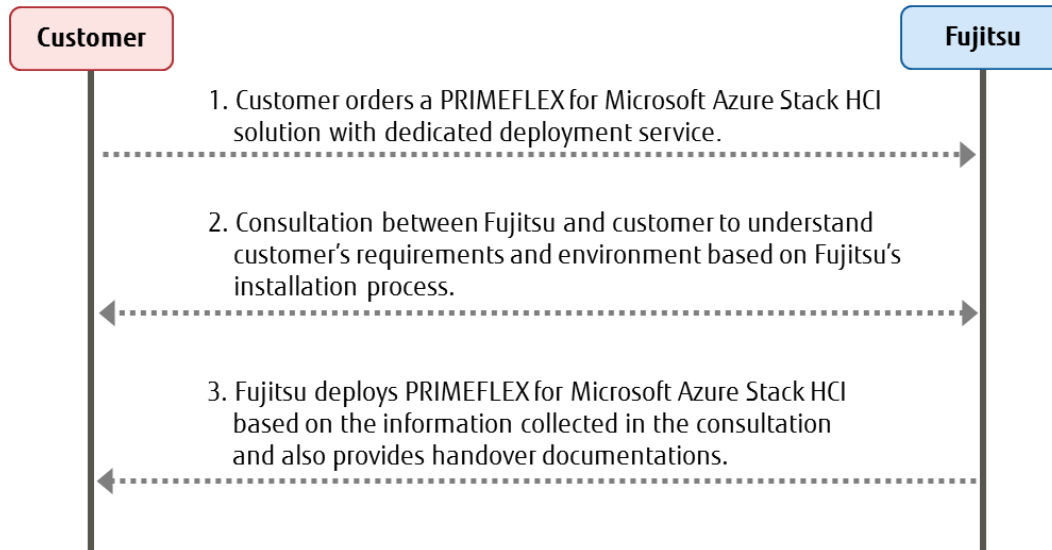 Customer
Fujitsu
1. Customer orders a PRIMEFLEX for Microsoft Azure Stack HCI
solution with dedicated deployment service.
2. Consultation between Fujitsu and customer to understand
customer's requirements and environment based on Fujitsu's
installation process.
3. Fujitsu deploys PRIMEFLEX for Microsoft Azure Stack HCI
based on the information collected in the consultation
and also provides handover documentations.